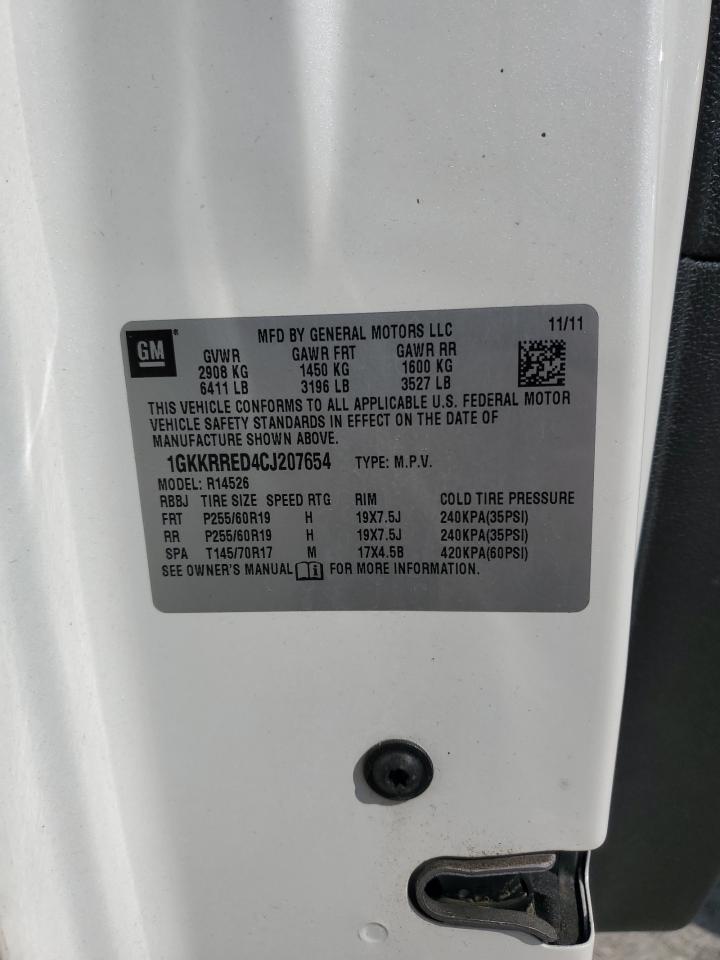 GM ®
MFD BY GENERAL MOTORS LLC 11/11
GVWR GAWR FRT GAWR RR
2908 KG 1450 KG 1600 KG
6411 LB 3196 LB 3527 LB
THIS VEHICLE CONFORMS TO ALL APPLICABLE U.S. FEDERAL MOTOR
VEHICLE SAFETY STANDARDS IN EFFECT ON THE DATE OF
MANUFACTURE SHOWN ABOVE.
1GKKRRED4CJ207654 TYPE: M.P.V.
MODEL: R14526
RBBJ TIRE SIZE SPEED RTG RIM COLD TIRE PRESSURE
FRT P255/60R19 H 19X7.5J 240KPA(35PSI)
RR P255/60R19 H 19X7.5J 240KPA(35PSI)
SPA T145/70R17 M 17X4.5B 420KPA(60PSI)
SEE OWNER'S MANUAL i FOR MORE INFORMATION.